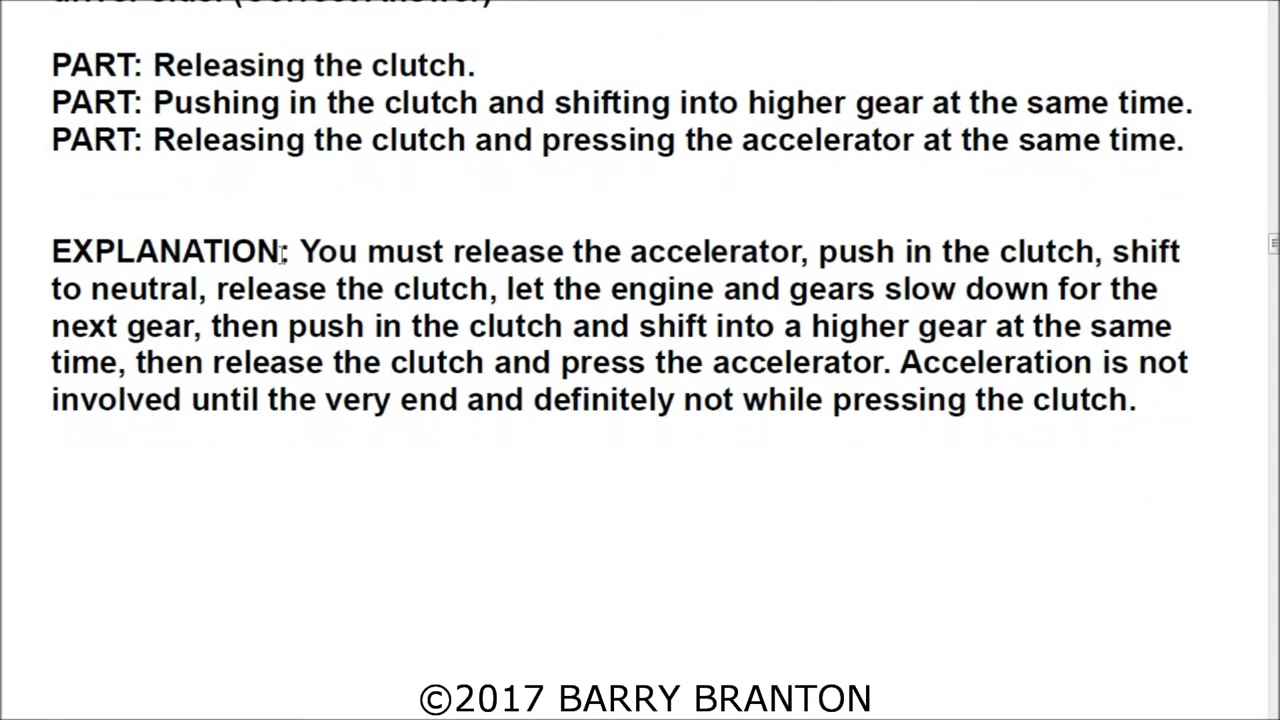 PART: Releasing the clutch.
PART: Pushing in the clutch and shifting into higher gear at the same time.
PART: Releasing the clutch and pressing the accelerator at the same time.
EXPLANATION: You must release the accelerator, push in the clutch, shift
to neutral, release the clutch, let the engine and gears slow down for the
next gear, then push in the clutch and shift into a higher gear at the same
time, then release the clutch and press the accelerator. Acceleration is not
involved until the very end and definitely not while pressing the clutch.
©2017 BARRY BRANTON